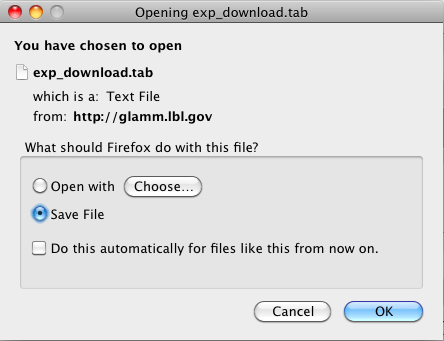 Opening exp_download.tab
You have chosen to open
exp_download.tab
which is a: Text File
from: http://glamm.lbl.gov
What should Firefox do with this file?
Open with Choose...
Save File
Do this automatically for files like this from now on.
Cancel OK